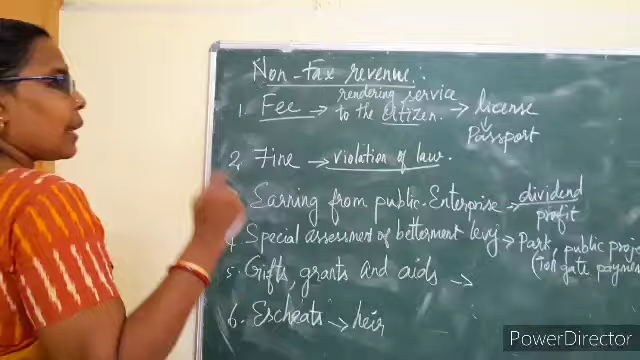 Non-Tax revenue:
1. Fee → rendering service to the citizen. → license
↓
Passport
2. Fine → violation of law.
Earning from public Enterprise → dividend
profit
4. Special assessment of betterment levy → Park, public proje
(Toll gate payme
5. Gifts, grants and aids →
6. Escheats → heir
PowerDirector